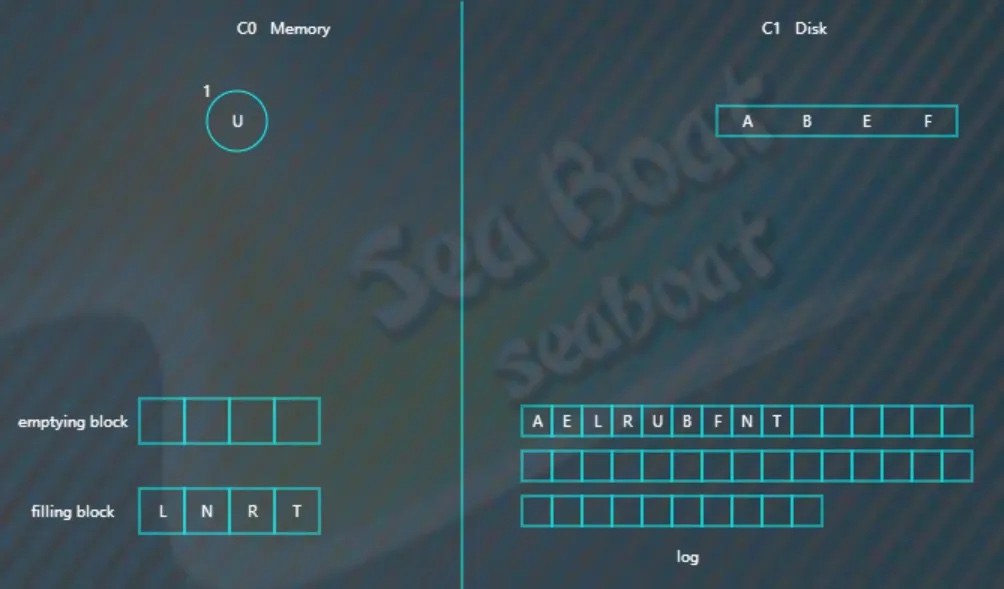 C0 Memory
C1 Disk
1
U
A B E F
Sea Boat
seaboat
emptying block
A E L R U B F N T
filling block
L N R T
log